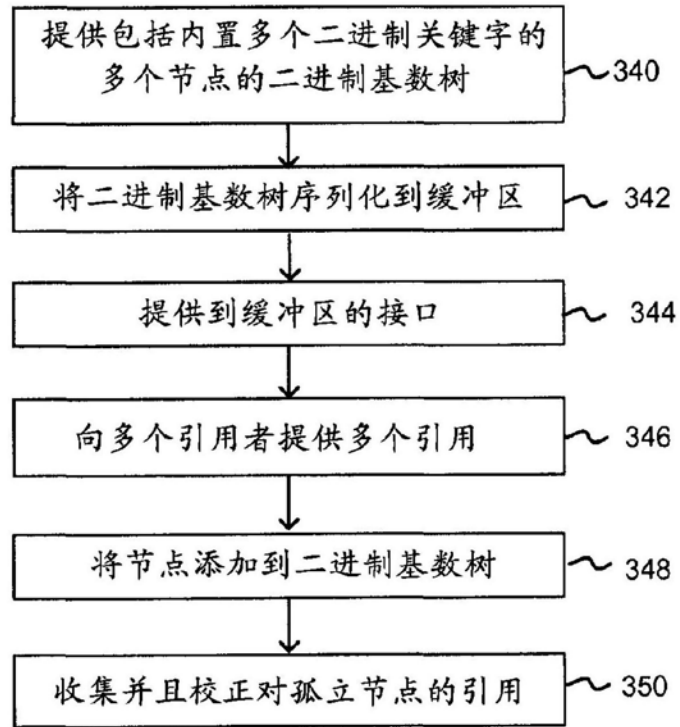 提供包括内置多个二进制关键字的
多个节点的二进制基数树
340
将二进制基数树序列化到缓冲区
342
提供到缓冲区的接口
344
向多个引用者提供多个引用
346
将节点添加到二进制基数树
348
收集并且校正对孤立节点的引用
350